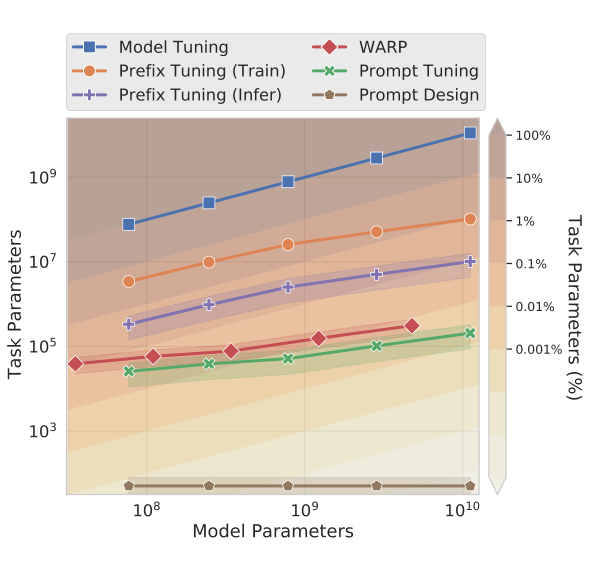 Model Tuning
Prefix Tuning (Train)
Prefix Tuning (Infer)
WARP
Prompt Tuning
Prompt Design
10⁹
10⁷
10⁵
10³
Task Parameters
10⁸
10⁹
10¹⁰
Model Parameters
100%
10%
1%
0.1%
0.01%
0.001%
Task Parameters (%)